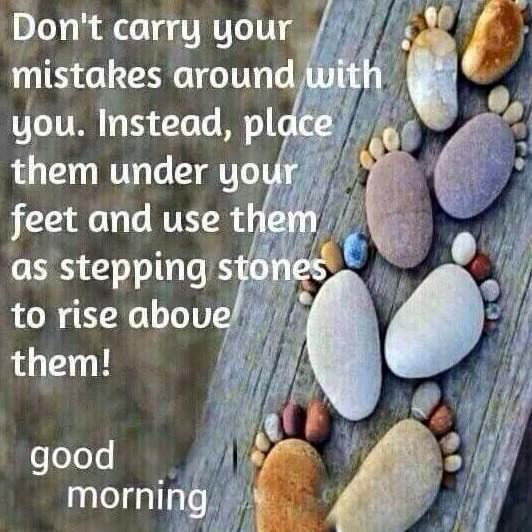 Don't carry your
mistakes around with
you. Instead, place
them under your
feet and use them
as stepping stones
to rise above
them!
good
morning